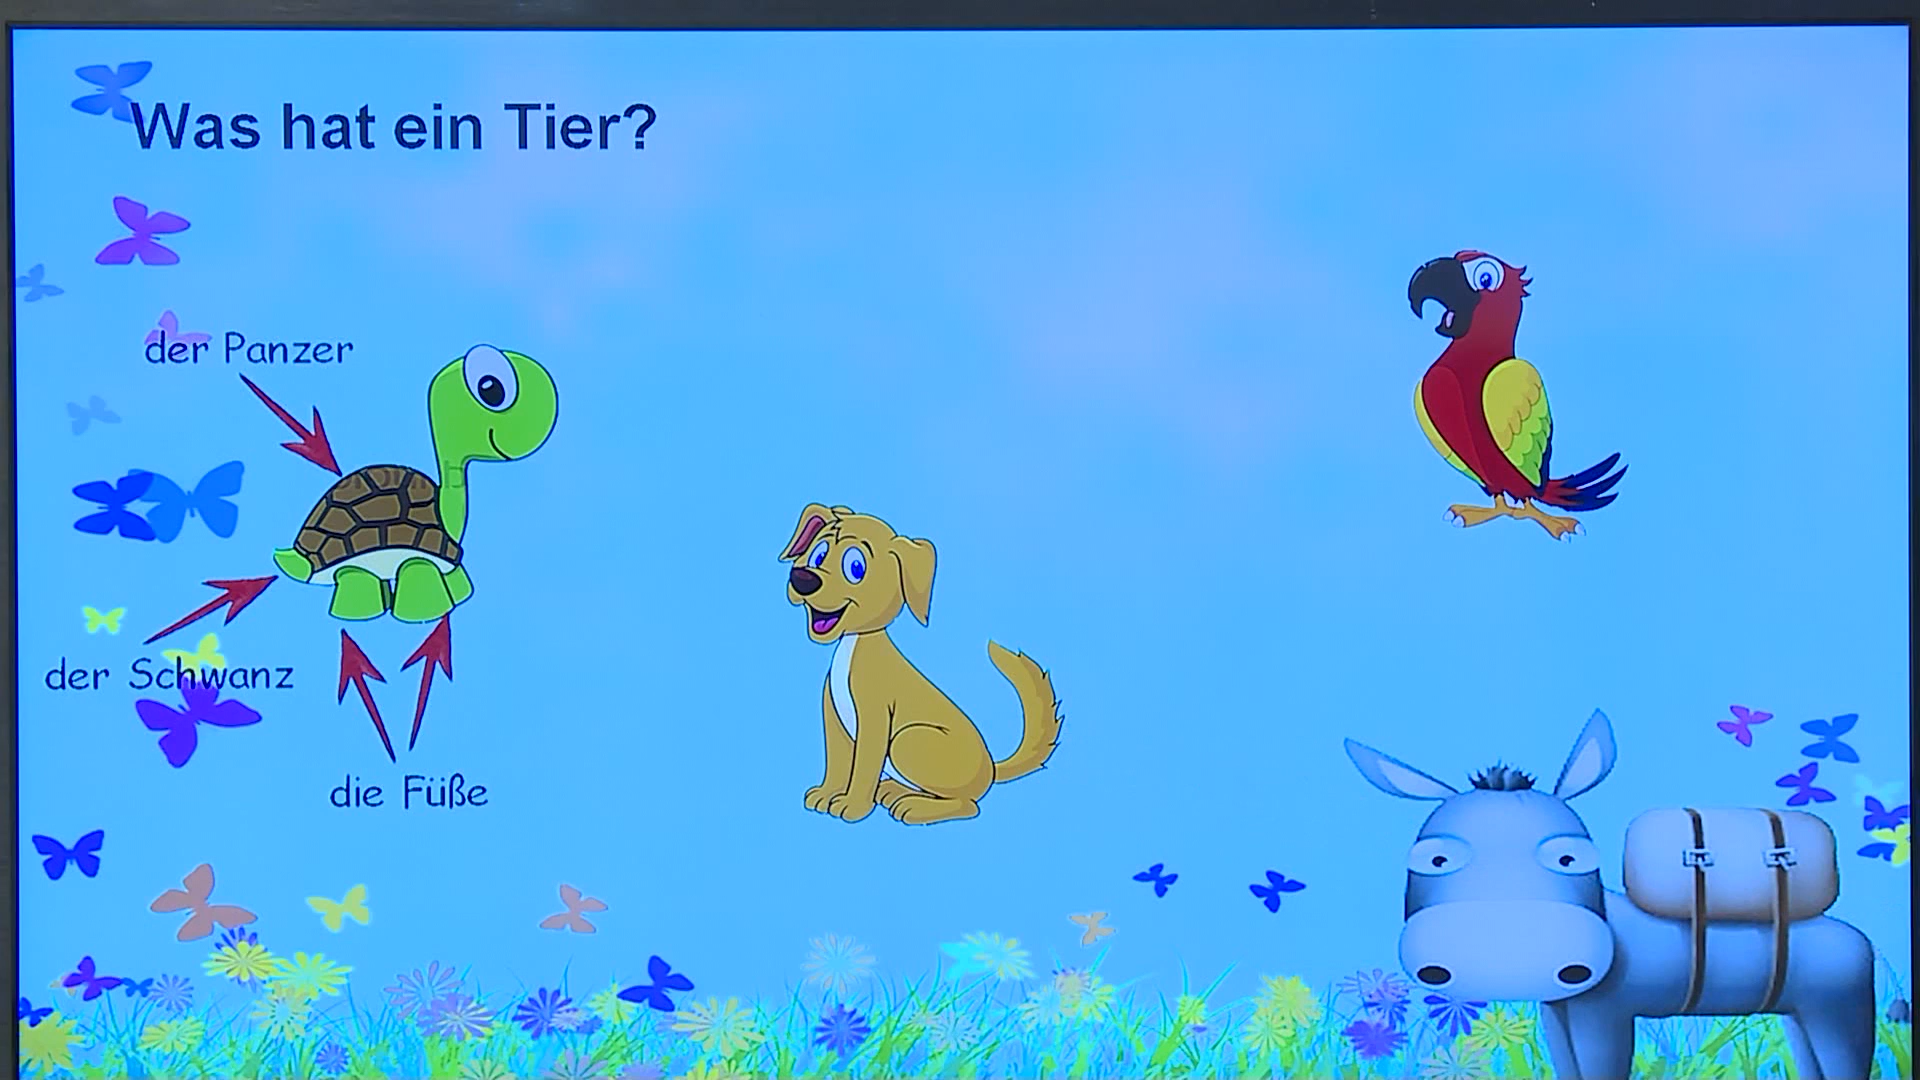 Was hat ein Tier?
der Panzer
der Schwanz
die Füße